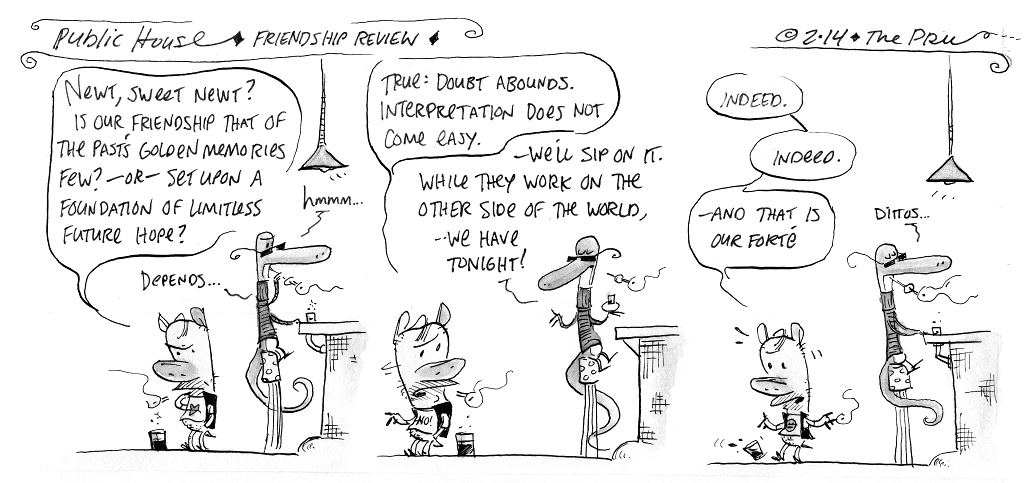 Public House ♦ FRIENDSHIP REVIEW ♦
© 2·14 ♦ The PRU
NEWT, SWEET NEWT?
IS OUR FRIENDSHIP THAT OF
THE PAST'S GOLDEN MEMORIES
FEW? —OR— SET UPON A
FOUNDATION OF LIMITLESS
FUTURE HOPE?
hmmm...
DEPENDS...
TRUE: DOUBT ABOUNDS.
INTERPRETATION DOES NOT
COME EASY.
—WE'LL SIP ON IT.
WHILE THEY WORK ON THE
OTHER SIDE OF THE WORLD,
--WE HAVE
TONIGHT!
NO!
INDEED.
INDEED.
—AND THAT IS
OUR FORTÉ
DITTOS...